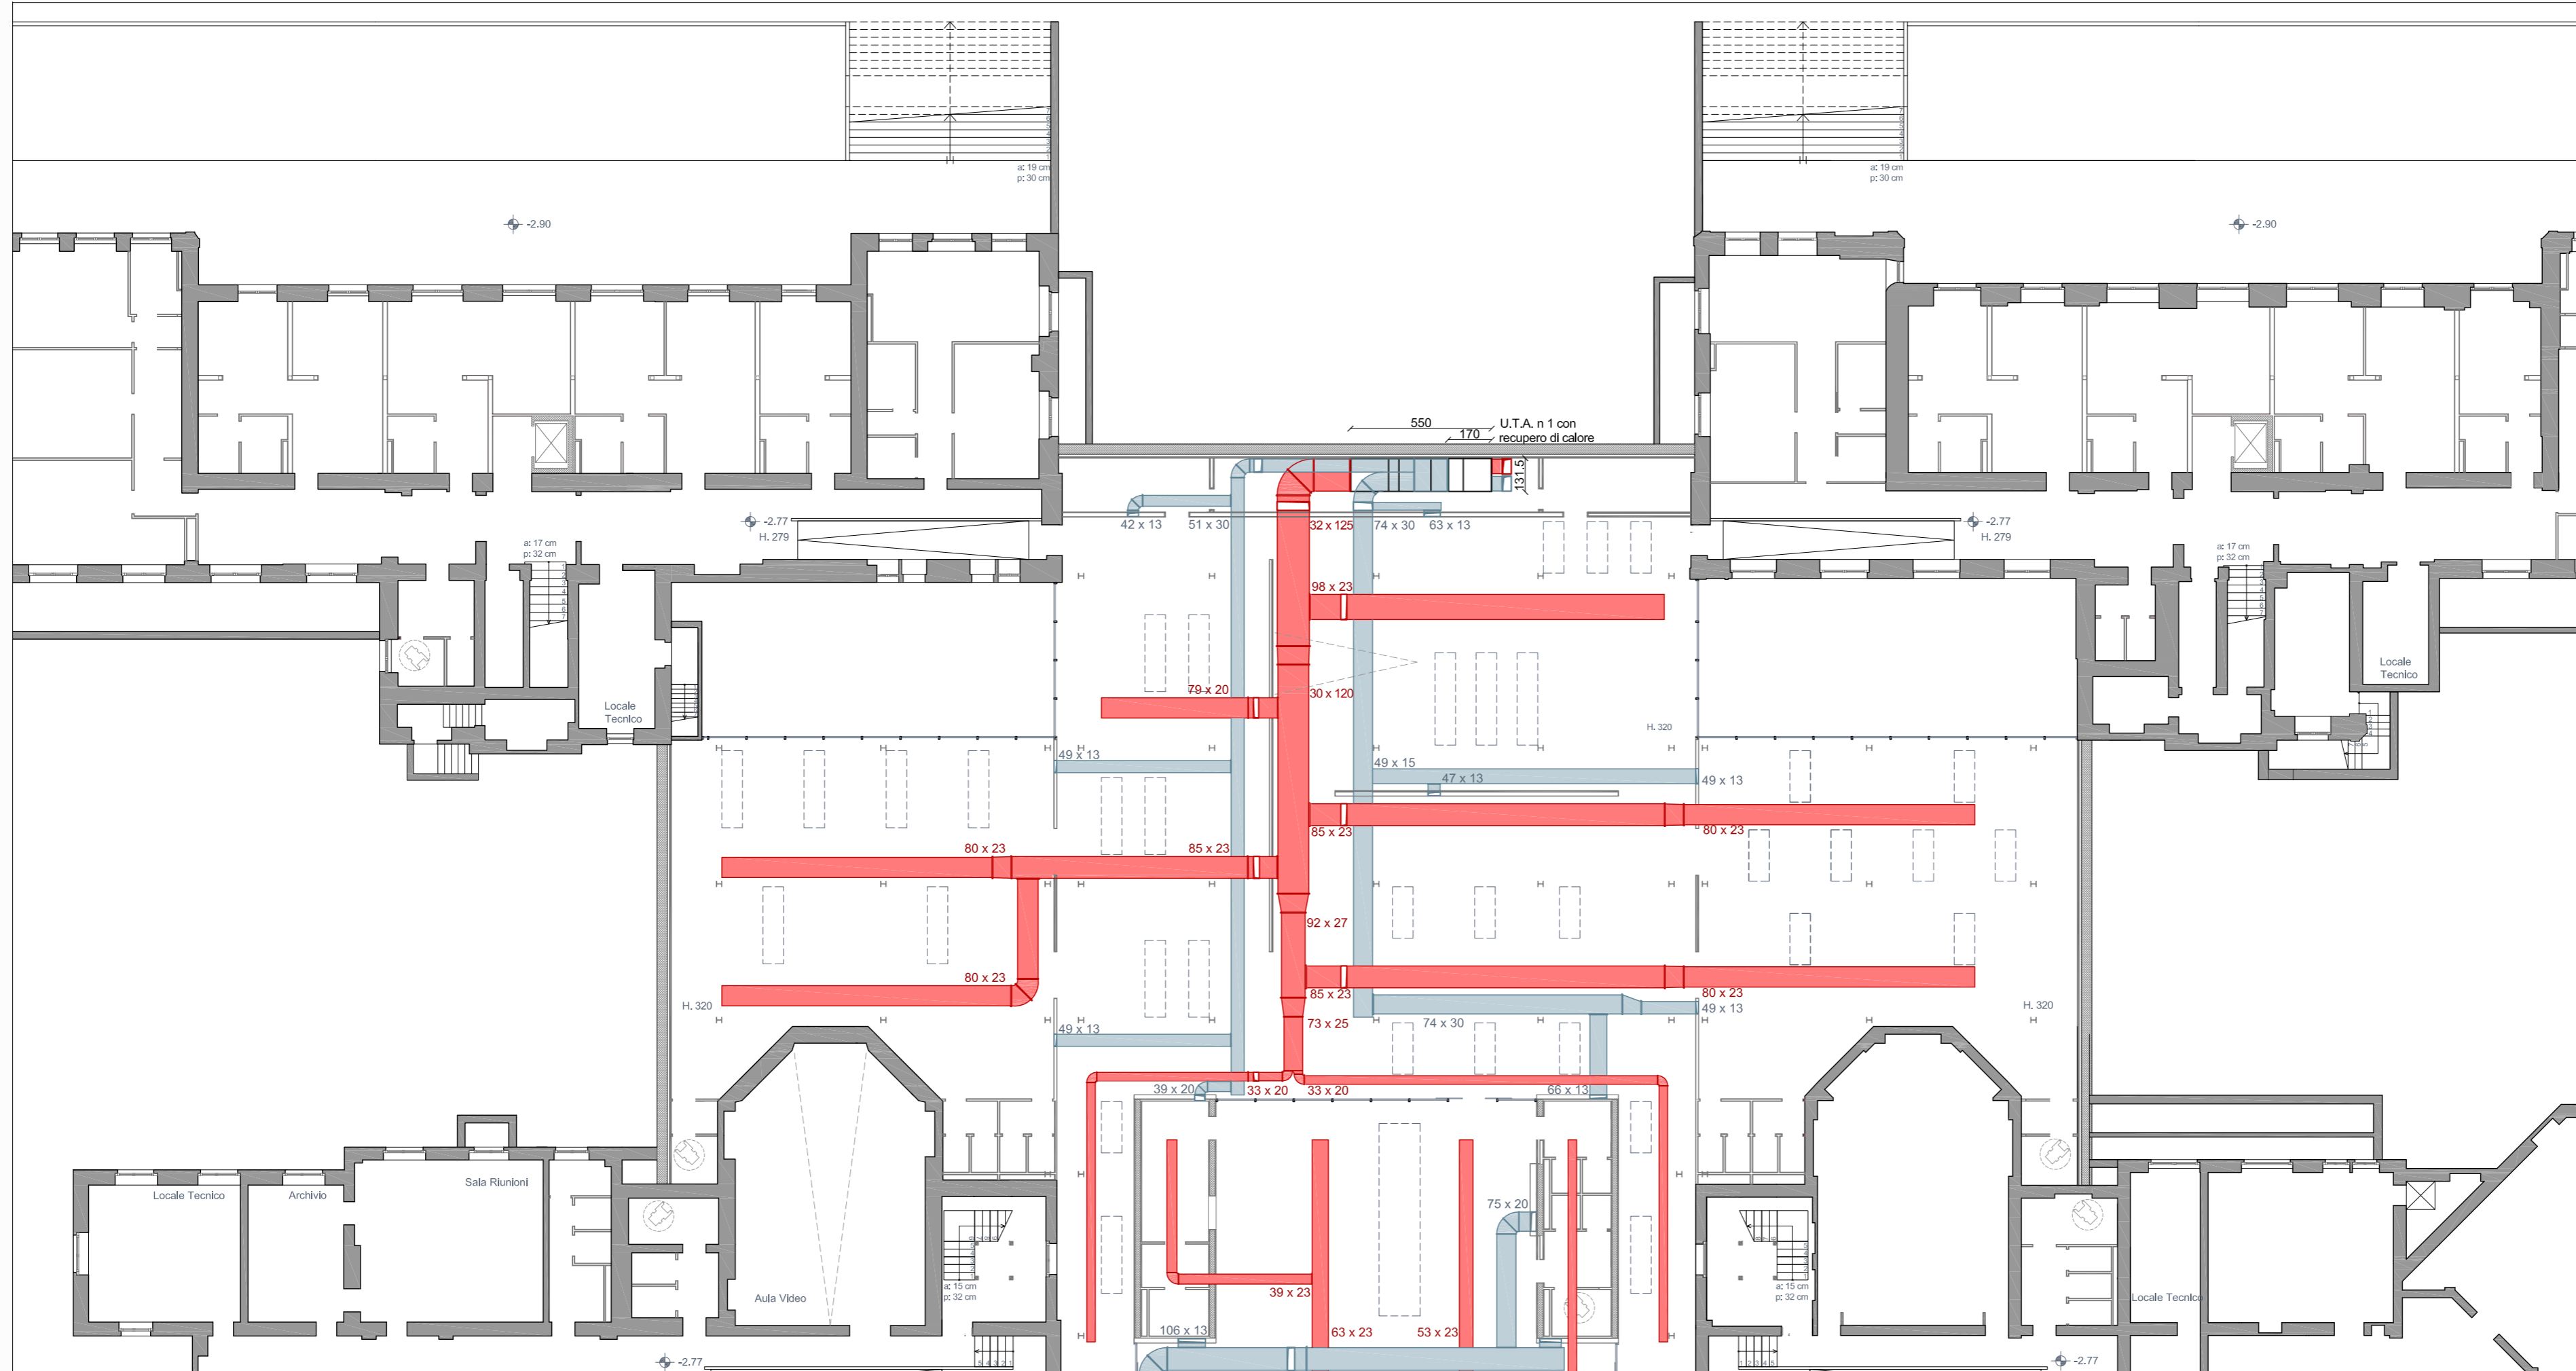 a: 19 cm
p: 30 cm
a: 19 cm
p: 30 cm
-2.90
-2.90
550
170
U.T.A. n 1 con
recupero di calore
131.5
-2.77
H. 279
42 x 13
51 x 30
32 x 125
74 x 30
63 x 13
-2.77
H. 279
a: 17 cm
p: 32 cm
a: 17 cm
p: 32 cm
98 x 23
Locale
Tecnico
79 x 20
30 x 120
Locale
Tecnico
H. 320
49 x 13
49 x 15
47 x 13
49 x 13
85 x 23
80 x 23
80 x 23
85 x 23
92 x 27
80 x 23
85 x 23
80 x 23
H. 320
49 x 13
H. 320
73 x 25
74 x 30
49 x 13
39 x 20
33 x 20
33 x 20
66 x 13
Locale Tecnico
Archivio
Sala Riunioni
75 x 20
a: 15 cm
p: 32 cm
a: 15 cm
p: 32 cm
Aula Video
39 x 23
Locale Tecnico
106 x 13
63 x 23
53 x 23
-2.77
-2.77